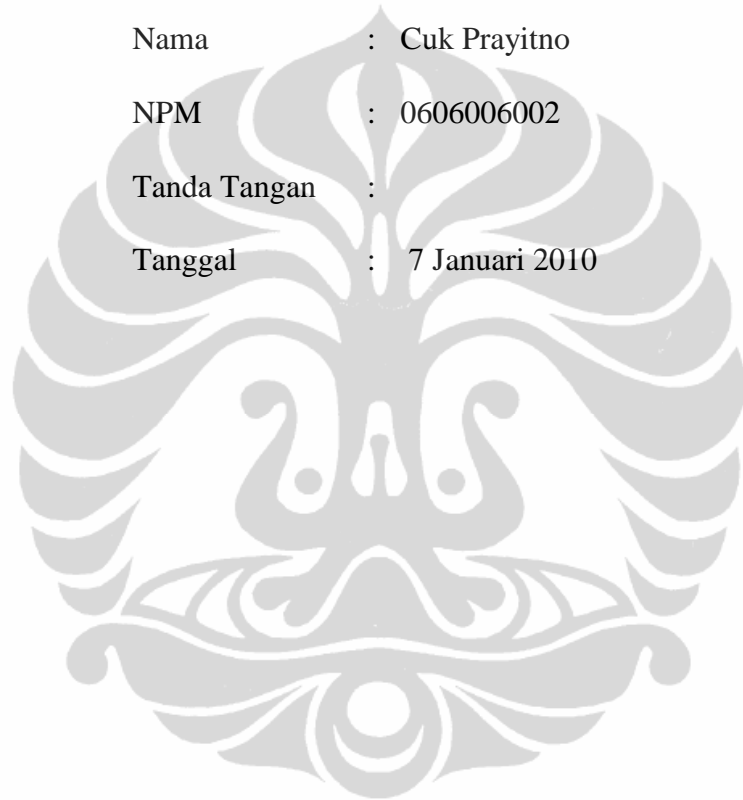 Nama : Cuk Prayitno
NPM : 0606006002
Tanda Tangan :
Tanggal : 7 Januari 2010